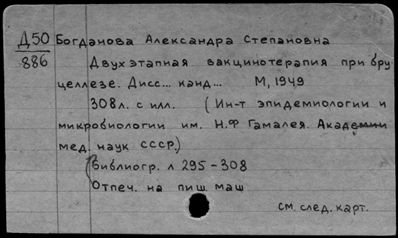 Д50 Богданова Александра Степановна
886 Двухэтапная вакцинотерапия при бру
целлезе. Дисс... канд... М, 1949
308л. с илл. (Ин-т эпидемиологии и
микробиологии им. Н.Ф Гамалея. Академии
мед. наук СССР.)
(Библиогр. л 295-308
Отпеч. на пиш. маш
см. след. карт.